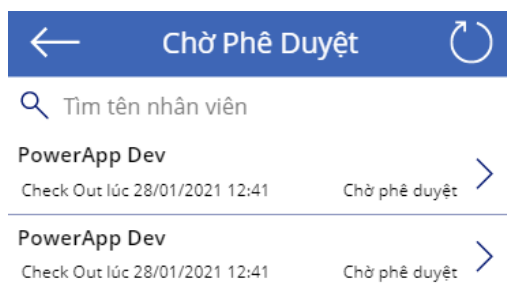 Chờ Phê Duyệt
Tìm tên nhân viên
PowerApp Dev
Check Out lúc 28/01/2021 12:41 Chờ phê duyệt
PowerApp Dev
Check Out lúc 28/01/2021 12:41 Chờ phê duyệt